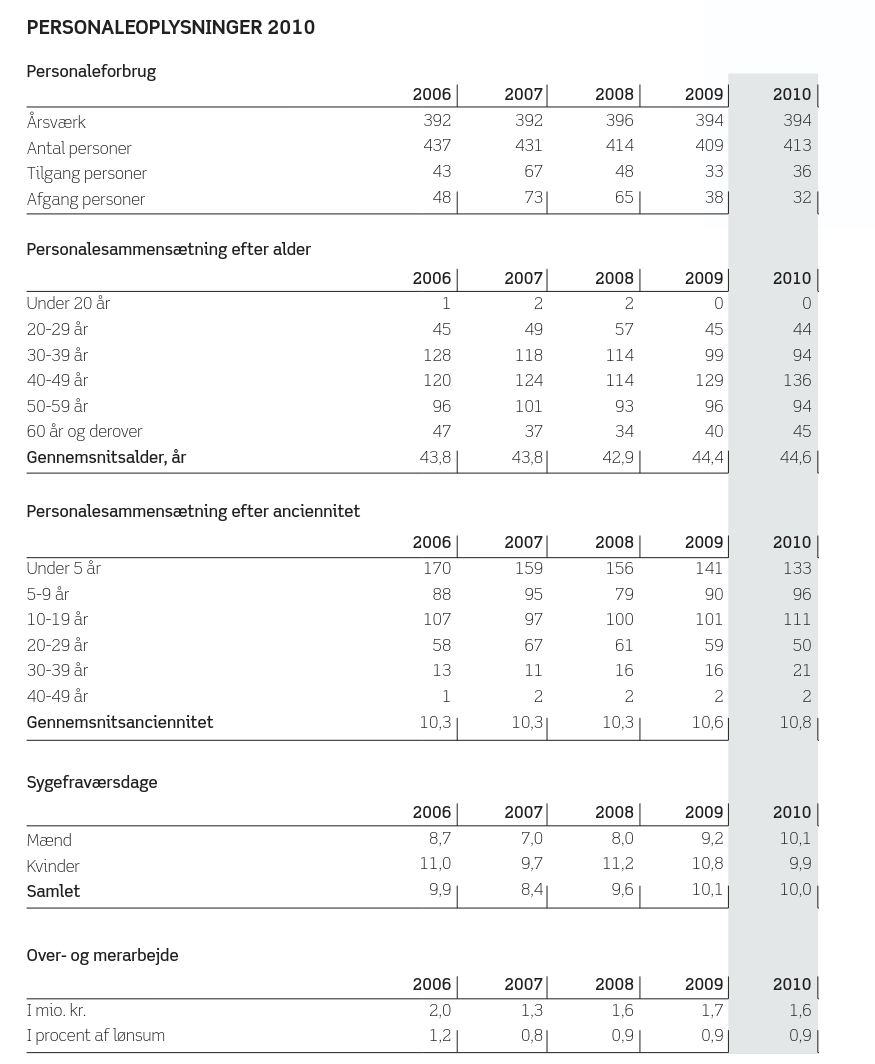 PERSONALEOPLYSNINGER 2010
Personaleforbrug
2006 2007 2008 2009 2010
Årsværk 392 392 396 394 394
Antal personer 437 431 414 409 413
Tilgang personer 43 67 48 33 36
Afgang personer 48 73 65 38 32
Personalesammensætning efter alder
2006 2007 2008 2009 2010
Under 20 år 1 2 2 0 0
20-29 år 45 49 57 45 44
30-39 år 128 118 114 99 94
40-49 år 120 124 114 129 136
50-59 år 96 101 93 96 94
60 år og derover 47 37 34 40 45
Gennemsnitsalder, år 43,8 43,8 42,9 44,4 44,6
Personalesammensætning efter anciennitet
2006 2007 2008 2009 2010
Under 5 år 170 159 156 141 133
5-9 år 88 95 79 90 96
10-19 år 107 97 100 101 111
20-29 år 58 67 61 59 50
30-39 år 13 11 16 16 21
40-49 år 1 2 2 2 2
Gennemsnitsanciennitet 10,3 10,3 10,3 10,6 10,8
Sygefraværsdage
2006 2007 2008 2009 2010
Mænd 8,7 7,0 8,0 9,2 10,1
Kvinder 11,0 9,7 11,2 10,8 9,9
Samlet 9,9 8,4 9,6 10,1 10,0
Over- og merarbejde
2006 2007 2008 2009 2010
I mio. kr. 2,0 1,3 1,6 1,7 1,6
I procent af lønsum 1,2 0,8 0,9 0,9 0,9